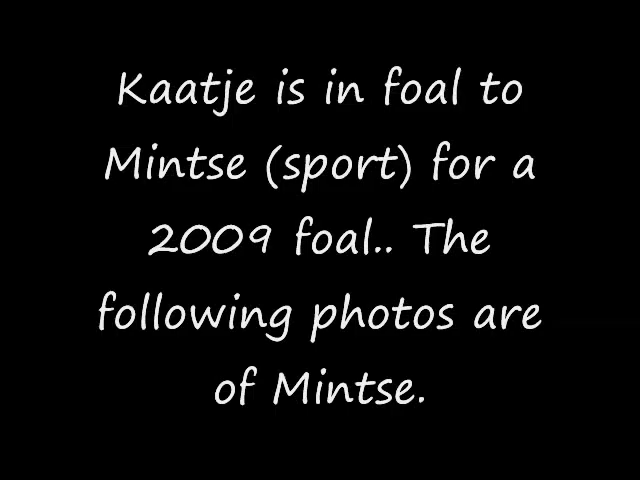 Kaatje is in foal to
Mintse (sport) for a
2009 foal.. The
following photos are
of Mintse.